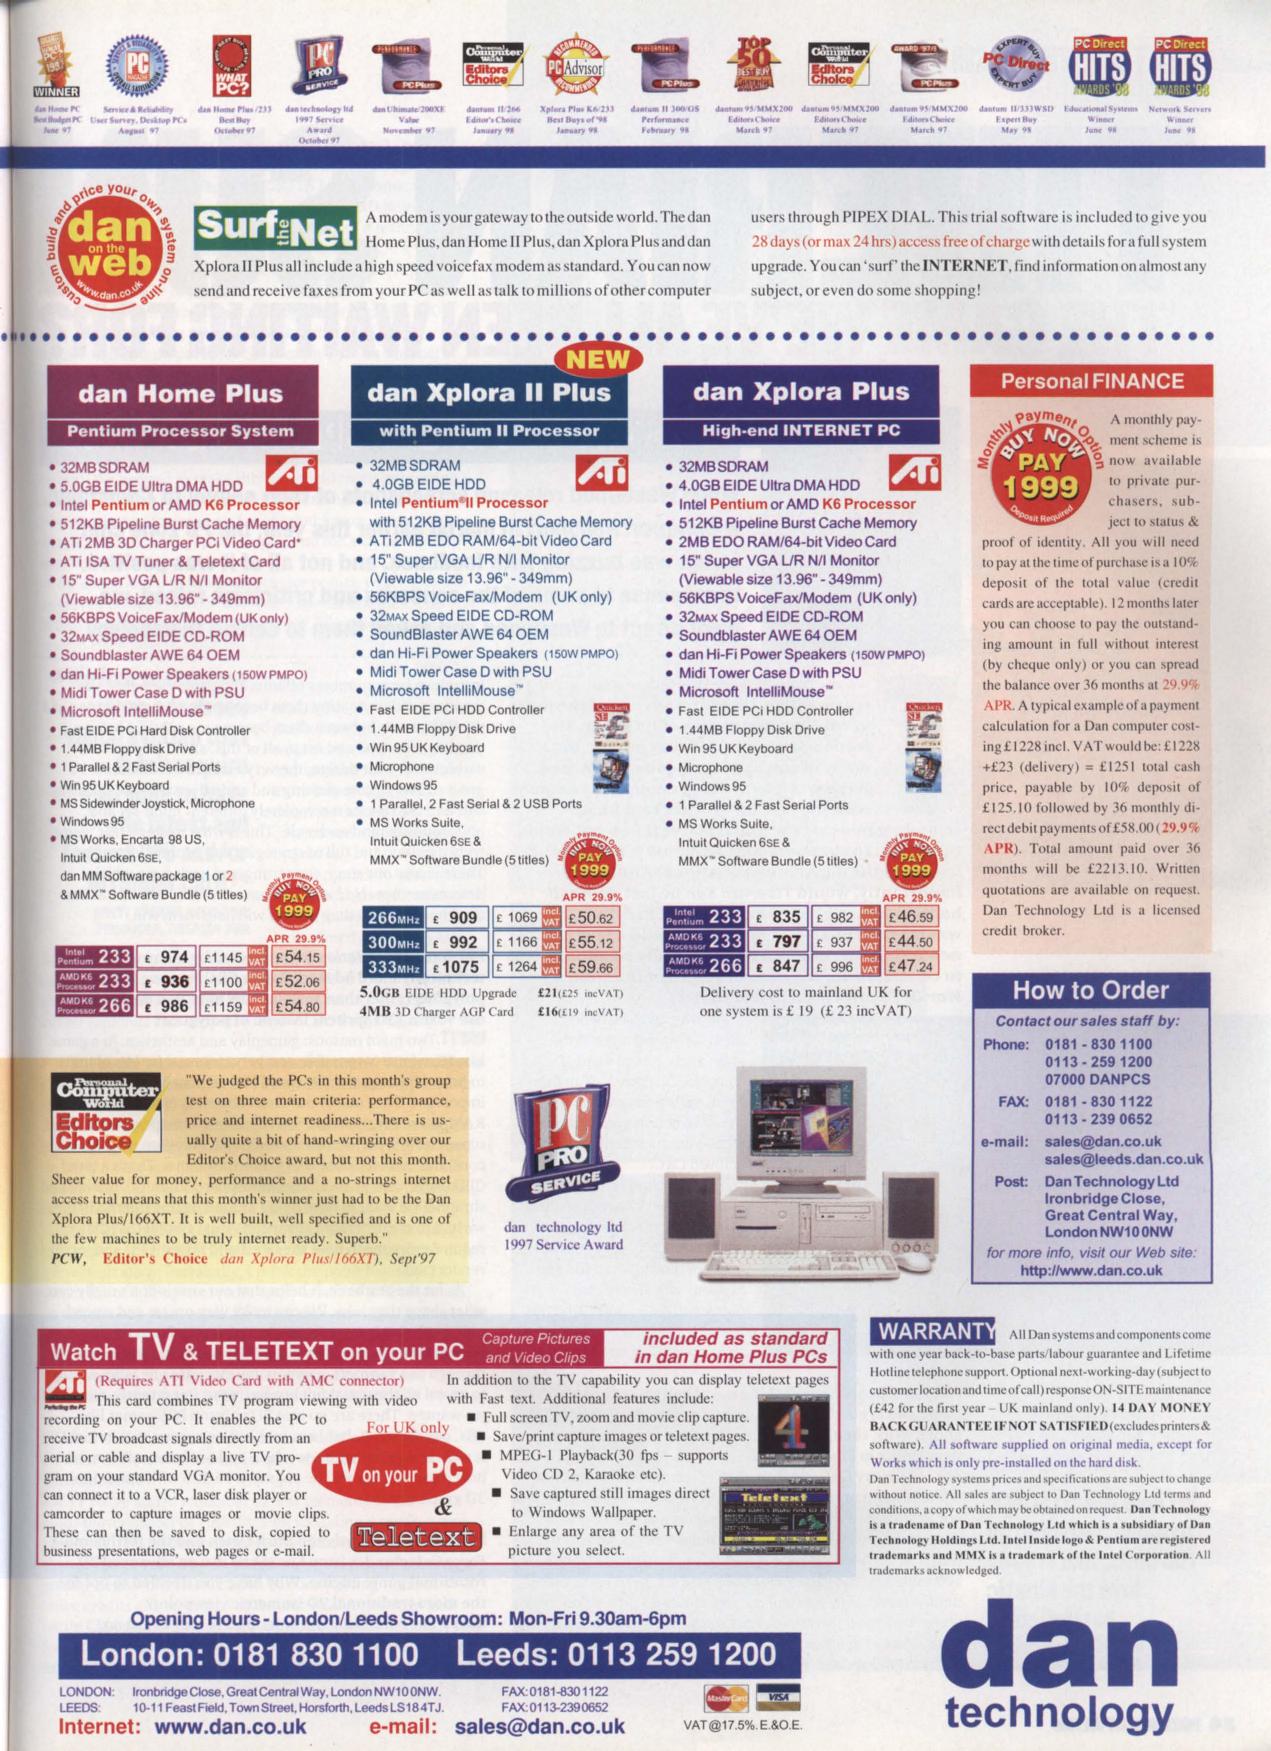 WINNER
dan Home PC
Best Budget PC
June 97
PC MAGAZINE
Service & Reliability
User Survey, Desktop PCs
August 97
WHAT PC?
dan Home Plus /233
Best Buy
October 97
PC PRO
SERVICE
dan technology ltd
1997 Service
Award
October 97
PERFORMANCE
PC Plus
dan Ultimate/200XE
Value
November 97
Personal Computer World
Editors Choice
dantum II/266
Editor's Choice
January 98
RECOMMENDED
PC Advisor
RECOMMENDED
Xplora Plus K6/233
Best Buys of '98
January 98
PERFORMANCE
PC Plus
dantum II 300/GS
Performance
February 98
TOP 50
BEST BUY
dantum 95/MMX200
Editors Choice
March 97
Personal Computer World
Editors Choice
dantum 95/MMX200
Editors Choice
March 97
AWARD '97/8
PC Plus
dantum 95/MMX200
Editors Choice
March 97
EXPERT BUY
PC Direct
EXPERT BUY
dantum II/333WSD
Expert Buy
May 98
PC Direct
HITS
AWARDS '98
Educational Systems
Winner
June 98
PC Direct
HITS
AWARDS '98
Network Servers
Winner
June 98
custom build and price your own system on-line
dan
on the
web
www.dan.co.uk
Surf the Net
A modem is your gateway to the outside world. The dan
Home Plus, dan Home II Plus, dan Xplora Plus and dan
Xplora II Plus all include a high speed voicefax modem as standard. You can now
send and receive faxes from your PC as well as talk to millions of other computer
users through PIPEX DIAL. This trial software is included to give you
28 days (or max 24 hrs) access free of charge with details for a full system
upgrade. You can 'surf' the INTERNET, find information on almost any
subject, or even do some shopping!
dan Home Plus
Pentium Processor System
ATi
• 32MB SDRAM
• 5.0GB EIDE Ultra DMA HDD
• Intel Pentium or AMD K6 Processor
• 512KB Pipeline Burst Cache Memory
• ATi 2MB 3D Charger PCi Video Card*
• ATi ISA TV Tuner & Teletext Card
• 15" Super VGA L/R N/I Monitor
(Viewable size 13.96" - 349mm)
• 56KBPS VoiceFax/Modem (UK only)
• 32MAX Speed EIDE CD-ROM
• Soundblaster AWE 64 OEM
• dan Hi-Fi Power Speakers (150W PMPO)
• Midi Tower Case D with PSU
• Microsoft IntelliMouse™
• Fast EIDE PCi Hard Disk Controller
• 1.44MB Floppy disk Drive
• 1 Parallel & 2 Fast Serial Ports
• Win 95 UK Keyboard
• MS Sidewinder Joystick, Microphone
• Windows 95
• MS Works, Encarta 98 US,
Intuit Quicken 6SE,
dan MM Software package 1 or 2
& MMX™ Software Bundle (5 titles)
Monthly Payment Option
BUY NOW
PAY
1999
APR 29.9%
Intel Pentium 233 £ 974 £1145 incl. VAT £54.15
AMD K6 Processor 233 £ 936 £1100 incl. VAT £52.06
AMD K6 Processor 266 £ 986 £1159 incl. VAT £54.80
NEW
dan Xplora II Plus
with Pentium II Processor
ATi
• 32MB SDRAM
• 4.0GB EIDE HDD
• Intel Pentium® II Processor
with 512KB Pipeline Burst Cache Memory
• ATi 2MB EDO RAM/64-bit Video Card
• 15" Super VGA L/R N/I Monitor
(Viewable size 13.96" - 349mm)
• 56KBPS VoiceFax/Modem (UK only)
• 32MAX Speed EIDE CD-ROM
• SoundBlaster AWE 64 OEM
• dan Hi-Fi Power Speakers (150W PMPO)
• Midi Tower Case D with PSU
• Microsoft IntelliMouse™
• Fast EIDE PCi HDD Controller
• 1.44MB Floppy Disk Drive
• Win 95 UK Keyboard
• Microphone
• Windows 95
• 1 Parallel, 2 Fast Serial & 2 USB Ports
• MS Works Suite,
Intuit Quicken 6SE &
MMX™ Software Bundle (5 titles)
Quicken
Works
Monthly Payment Option
BUY NOW
PAY
1999
APR 29.9%
266MHZ £ 909 £ 1069 incl. VAT £50.62
300MHZ £ 992 £ 1166 incl. VAT £55.12
333MHZ £1075 £ 1264 incl. VAT £59.66
5.0GB EIDE HDD Upgrade £21(£25 incVAT)
4MB 3D Charger AGP Card £16(£19 incVAT)
dan Xplora Plus
High-end INTERNET PC
ATi
• 32MB SDRAM
• 4.0GB EIDE Ultra DMA HDD
• Intel Pentium or AMD K6 Processor
• 512KB Pipeline Burst Cache Memory
• 2MB EDO RAM/64-bit Video Card
• 15" Super VGA L/R N/I Monitor
(Viewable size 13.96" - 349mm)
• 56KBPS VoiceFax/Modem (UK only)
• 32MAX Speed EIDE CD-ROM
• Soundblaster AWE 64 OEM
• dan Hi-Fi Power Speakers (150W PMPO)
• Midi Tower Case D with PSU
• Microsoft IntelliMouse™
• Fast EIDE PCi HDD Controller
• 1.44MB Floppy Disk Drive
• Win 95 UK Keyboard
• Microphone
• Windows 95
• 1 Parallel & 2 Fast Serial Ports
• MS Works Suite,
Intuit Quicken 6SE &
MMX™ Software Bundle (5 titles)
Quicken
Works
Monthly Payment Option
BUY NOW
PAY
1999
APR 29.9%
Intel Pentium 233 £ 835 £ 982 incl. VAT £46.59
AMD K6 Processor 233 £ 797 £ 937 incl. VAT £44.50
AMD K6 Processor 266 £ 847 £ 996 incl. VAT £47.24
Delivery cost to mainland UK for
one system is £ 19 (£ 23 incVAT)
Personal FINANCE
Monthly Payment Option
BUY NOW
PAY
1999
Deposit Required
A monthly pay-
ment scheme is
now available
to private pur-
chasers, sub-
ject to status &
proof of identity. All you will need
to pay at the time of purchase is a 10%
deposit of the total value (credit
cards are acceptable). 12 months later
you can choose to pay the outstand-
ing amount in full without interest
(by cheque only) or you can spread
the balance over 36 months at 29.9%
APR. A typical example of a payment
calculation for a Dan computer cost-
ing £1228 incl. VAT would be: £1228
+£23 (delivery) = £1251 total cash
price, payable by 10% deposit of
£125.10 followed by 36 monthly di-
rect debit payments of £58.00 (29.9%
APR). Total amount paid over 36
months will be £2213.10. Written
quotations are available on request.
Dan Technology Ltd is a licensed
credit broker.
How to Order
Contact our sales staff by:
Phone: 0181 - 830 1100
0113 - 259 1200
07000 DANPCS
FAX: 0181 - 830 1122
0113 - 239 0652
e-mail: sales@dan.co.uk
sales@leeds.dan.co.uk
Post: Dan Technology Ltd
Ironbridge Close,
Great Central Way,
London NW10 0NW
for more info, visit our Web site:
http://www.dan.co.uk
Personal Computer World
Editors Choice
"We judged the PCs in this month's group
test on three main criteria: performance,
price and internet readiness...There is us-
ually quite a bit of hand-wringing over our
Editor's Choice award, but not this month.
Sheer value for money, performance and a no-strings internet
access trial means that this month's winner just had to be the Dan
Xplora Plus/166XT. It is well built, well specified and is one of
the few machines to be truly internet ready. Superb."
PCW, Editor's Choice dan Xplora Plus/166XT), Sept'97
PC PRO
SERVICE
dan technology ltd
1997 Service Award
Watch TV & TELETEXT on your PC
Capture Pictures
and Video Clips
included as standard
in dan Home Plus PCs
ATi
Perfecting the PC
(Requires ATI Video Card with AMC connector)
This card combines TV program viewing with video
recording on your PC. It enables the PC to
receive TV broadcast signals directly from an
aerial or cable and display a live TV pro-
gram on your standard VGA monitor. You
can connect it to a VCR, laser disk player or
camcorder to capture images or movie clips.
These can then be saved to disk, copied to
business presentations, web pages or e-mail.
For UK only
TV on your PC
&
Teletext
In addition to the TV capability you can display teletext pages
with Fast text. Additional features include:
■ Full screen TV, zoom and movie clip capture.
■ Save/print capture images or teletext pages.
■ MPEG-1 Playback(30 fps – supports
Video CD 2, Karaoke etc).
■ Save captured still images direct
to Windows Wallpaper.
■ Enlarge any area of the TV
picture you select.
4
Teletext
WARRANTY
All Dan systems and components come
with one year back-to-base parts/labour guarantee and Lifetime
Hotline telephone support. Optional next-working-day (subject to
customer location and time of call) response ON-SITE maintenance
(£42 for the first year – UK mainland only). 14 DAY MONEY
BACK GUARANTEE IF NOT SATISFIED (excludes printers &
software). All software supplied on original media, except for
Works which is only pre-installed on the hard disk.
Dan Technology systems prices and specifications are subject to change
without notice. All sales are subject to Dan Technology Ltd terms and
conditions, a copy of which may be obtained on request. Dan Technology
is a tradename of Dan Technology Ltd which is a subsidiary of Dan
Technology Holdings Ltd. Intel Inside logo & Pentium are registered
trademarks and MMX is a trademark of the Intel Corporation. All
trademarks acknowledged.
Opening Hours - London/Leeds Showroom: Mon-Fri 9.30am-6pm
London: 0181 830 1100 Leeds: 0113 259 1200
LONDON: Ironbridge Close, Great Central Way, London NW10 0NW. FAX: 0181-830 1122
LEEDS: 10-11 Feast Field, Town Street, Horsforth, Leeds LS18 4TJ. FAX: 0113-239 0652
Internet: www.dan.co.uk e-mail: sales@dan.co.uk
MasterCard
VISA
VAT@17.5%. E.&O.E.
dan
technology